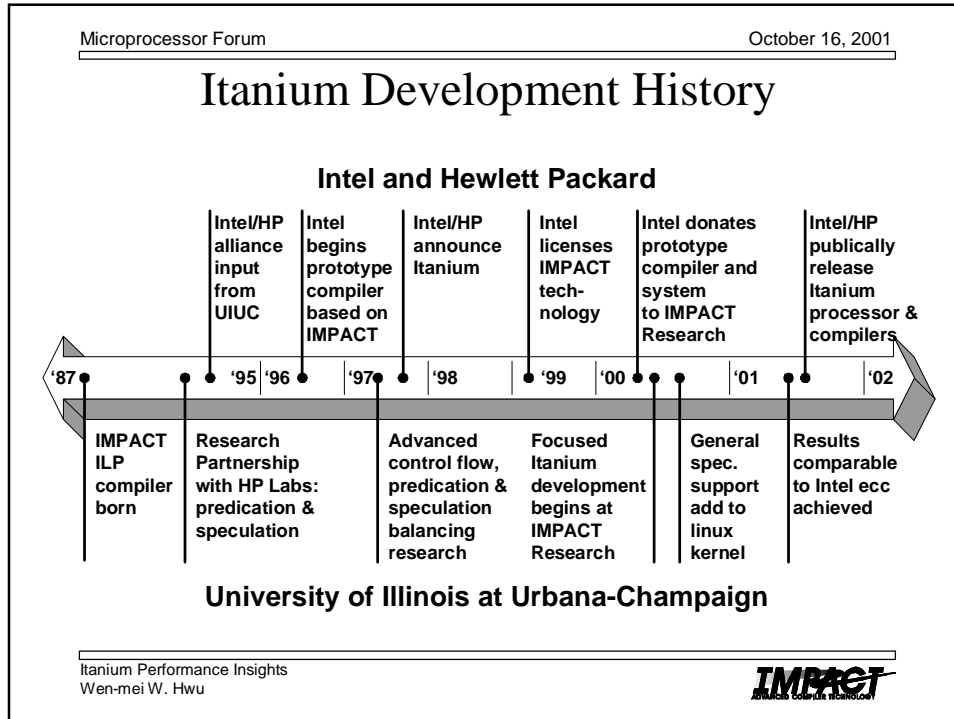 Microprocessor Forum October 16, 2001
Itanium Development History
Intel and Hewlett Packard
Intel/HP
alliance
input
from
UIUC
Intel
begins
prototype
compiler
based on
IMPACT
Intel/HP
announce
Itanium
Intel
licenses
IMPACT
tech-
nology
Intel donates
prototype
compiler and
system
to IMPACT
Research
Intel/HP
publically
release
Itanium
processor &
compilers
‘87 ‘95 ‘96 ‘97 ‘98 ‘99 ‘00 ‘01 ‘02
IMPACT
ILP
compiler
born
Research
Partnership
with HP Labs:
predication &
speculation
Advanced
control flow,
predication &
speculation
balancing
research
Focused
Itanium
development
begins at
IMPACT
Research
General
spec.
support
add to
linux
kernel
Results
comparable
to Intel ecc
achieved
University of Illinois at Urbana-Champaign
Itanium Performance Insights
Wen-mei W. Hwu
IMPACT
ADVANCED COMPILER TECHNOLOGY